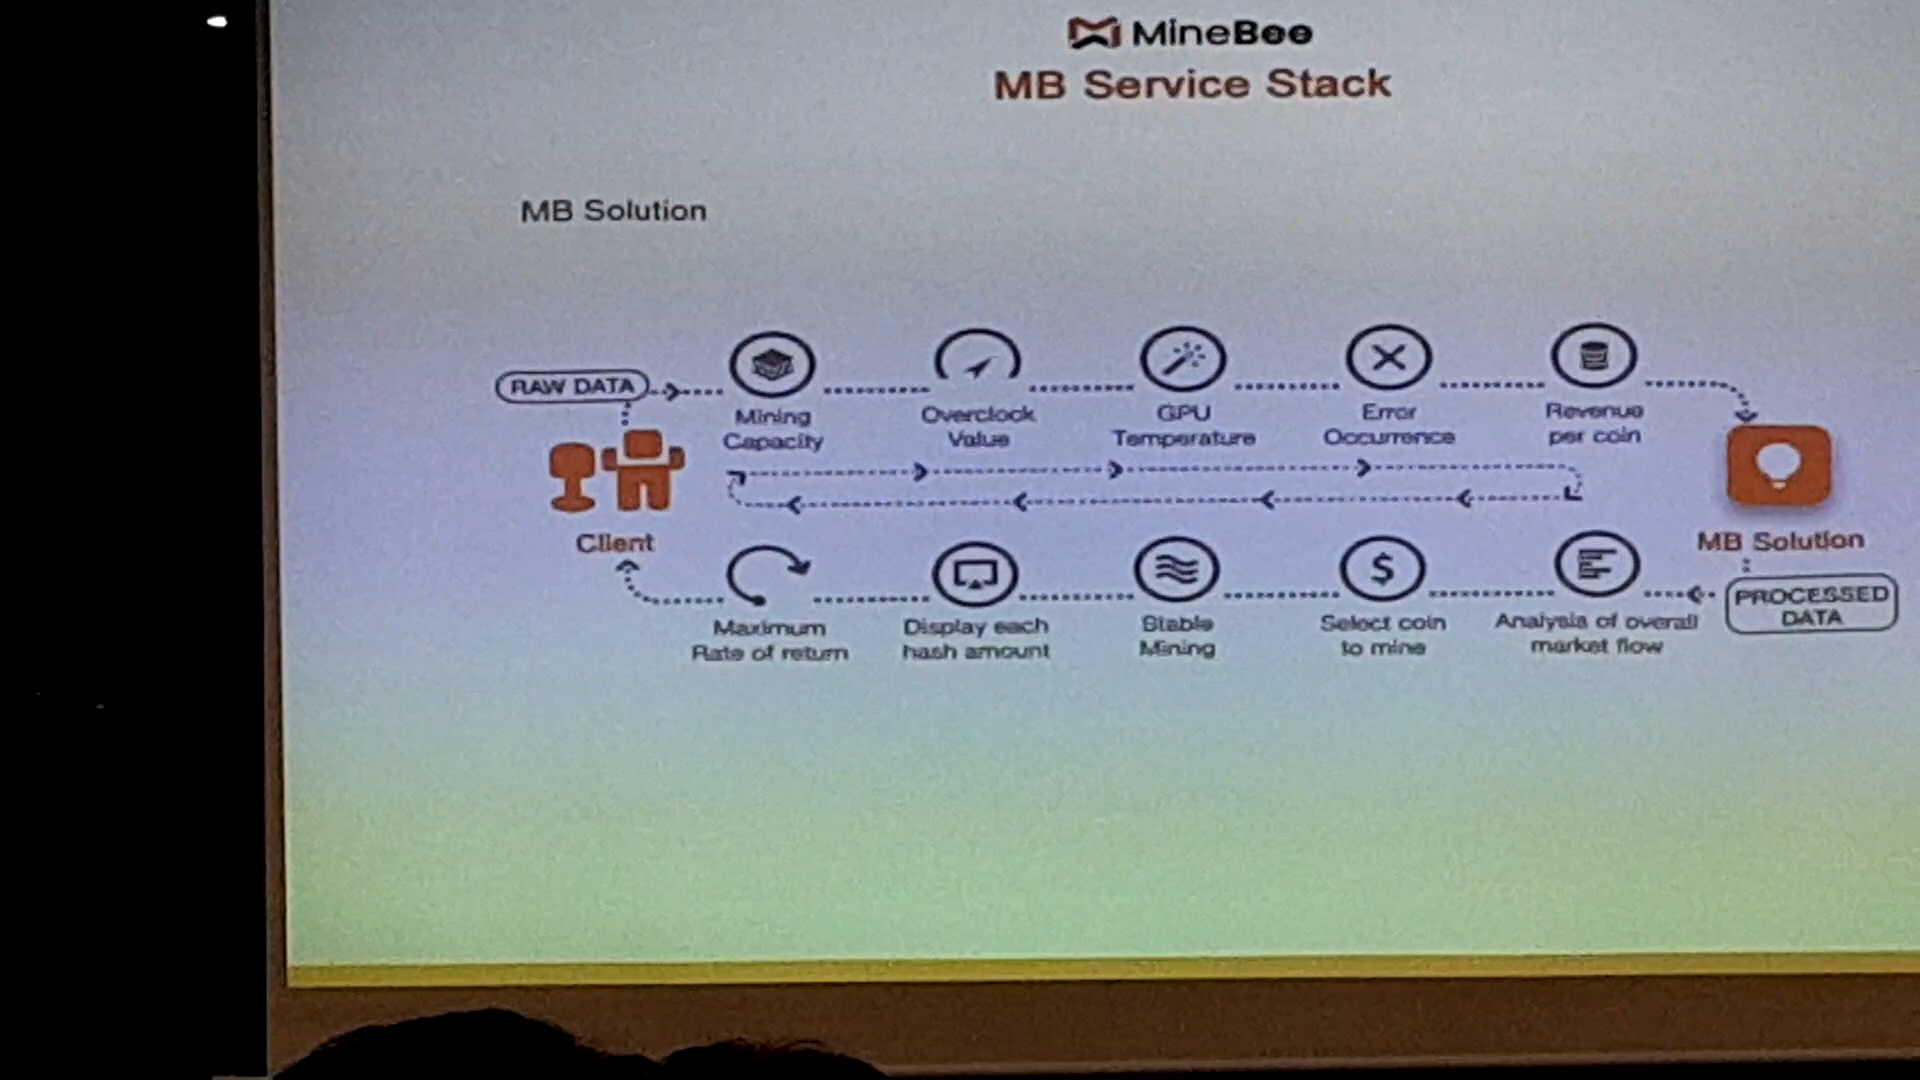 MineBee
MB Service Stack
MB Solution
RAW DATA
Mining
Capacity
Overclock
Value
GPU
Temperature
Error
Occurrence
Revenue
per coin
Client
MB Solution
PROCESSED
DATA
Maximum
Rate of return
Display each
hash amount
Stable
Mining
Select coin
to mine
Analysis of overall
market flow